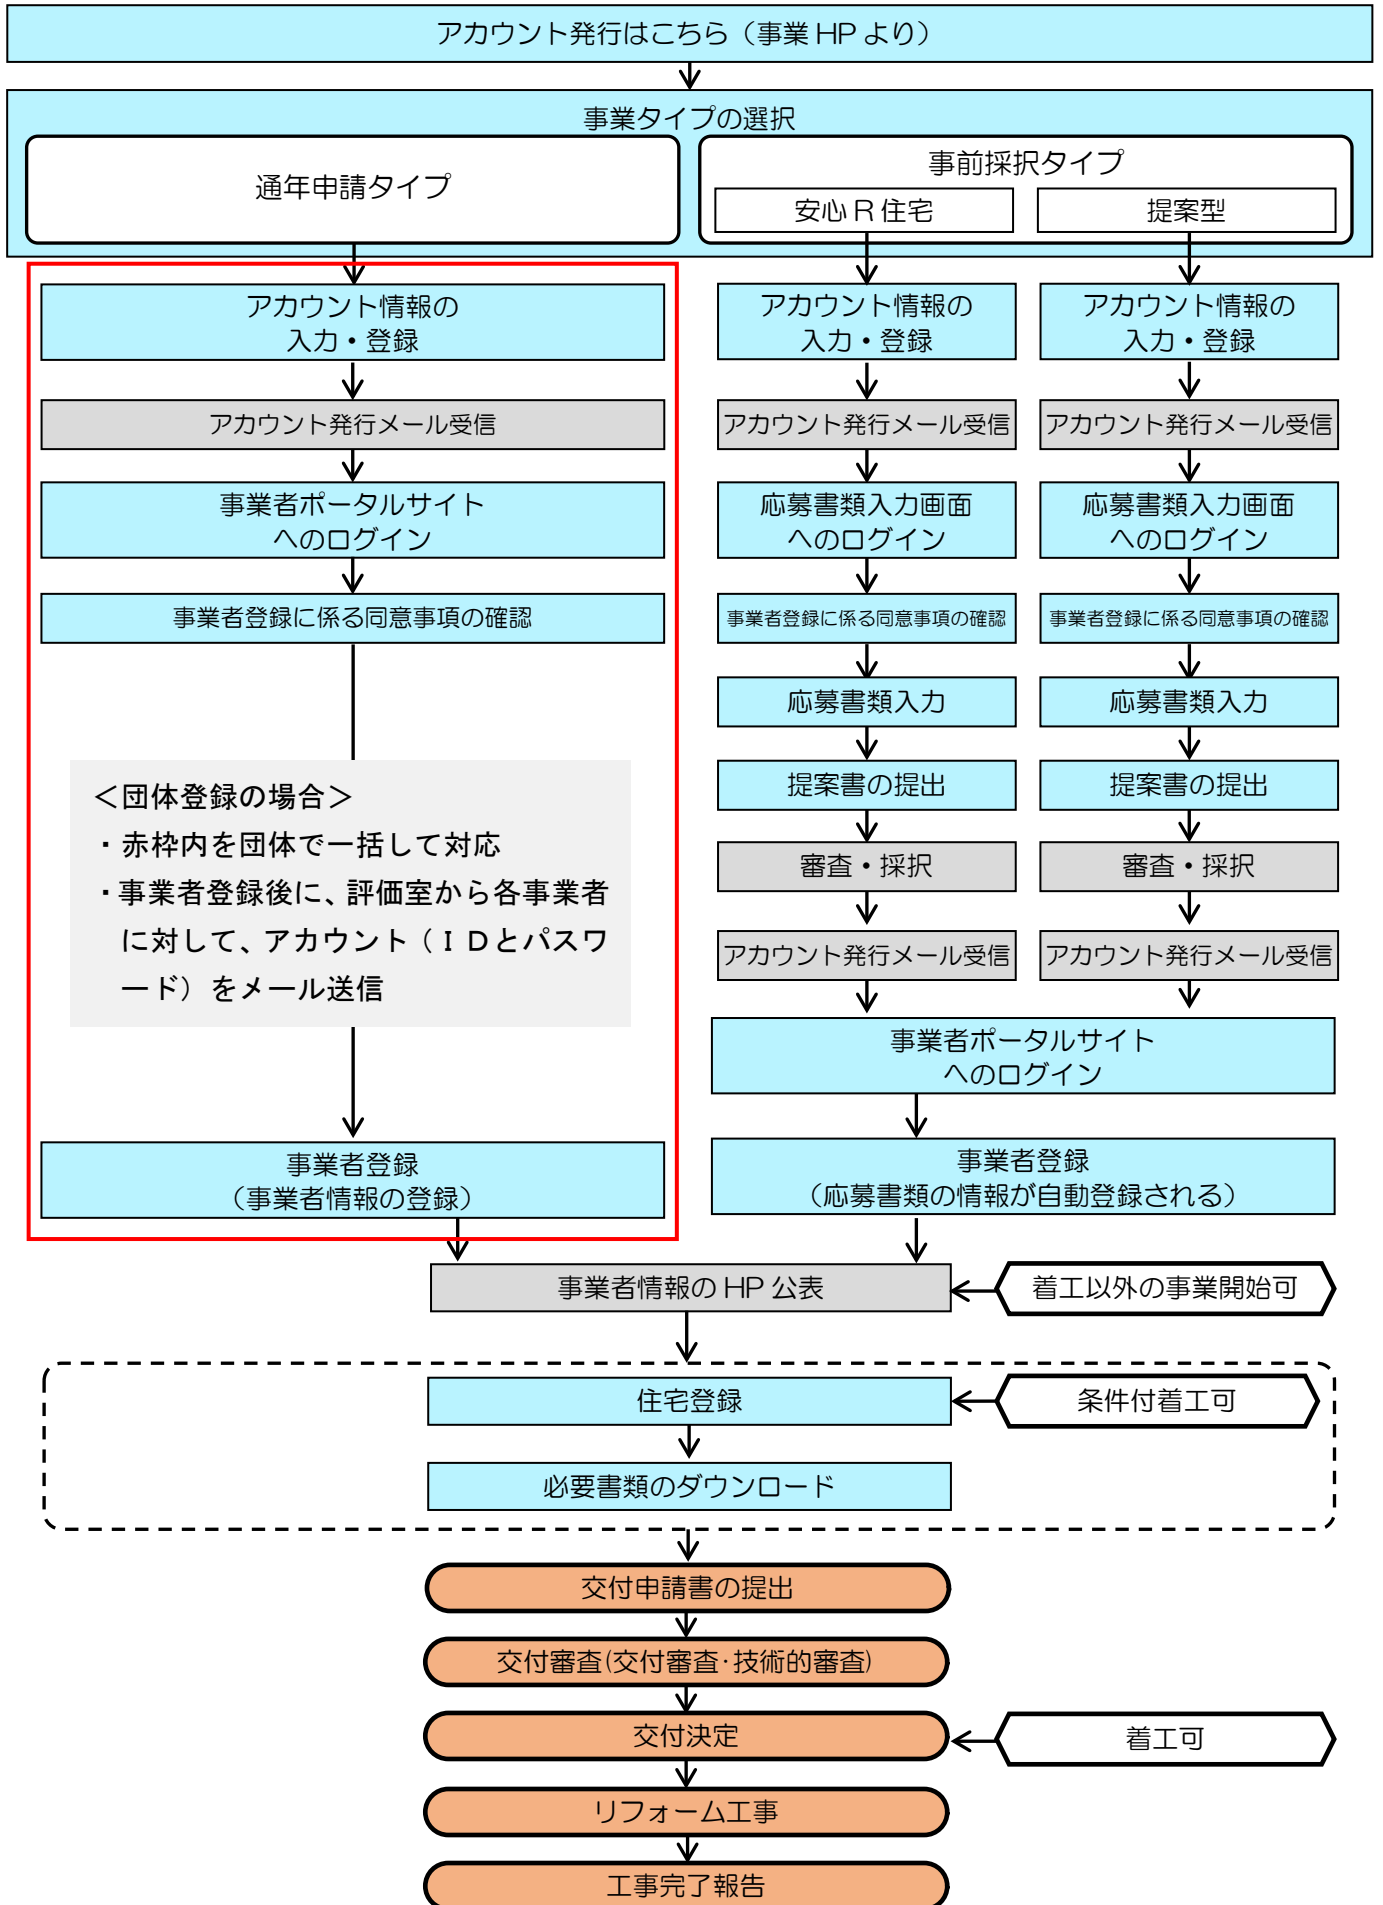 アカウント発行はこちら（事業 HP より）
事業タイプの選択
通年申請タイプ
事前採択タイプ
安心 R 住宅
提案型
アカウント情報の
入力・登録
アカウント発行メール受信
事業者ポータルサイト
へのログイン
事業者登録に係る同意事項の確認
＜団体登録の場合＞
・赤枠内を団体で一括して対応
・事業者登録後に、評価室から各事業者
に対して、アカウント（ＩＤとパスワ
ード）をメール送信
事業者登録
（事業者情報の登録）
アカウント情報の
入力・登録
アカウント発行メール受信
応募書類入力画面
へのログイン
事業者登録に係る同意事項の確認
応募書類入力
提案書の提出
審査・採択
アカウント発行メール受信
アカウント情報の
入力・登録
アカウント発行メール受信
応募書類入力画面
へのログイン
事業者登録に係る同意事項の確認
応募書類入力
提案書の提出
審査・採択
アカウント発行メール受信
事業者ポータルサイト
へのログイン
事業者登録
（応募書類の情報が自動登録される）
事業者情報の HP 公表
着工以外の事業開始可
住宅登録
条件付着工可
必要書類のダウンロード
交付申請書の提出
交付審査(交付審査･技術的審査)
交付決定
着工可
リフォーム工事
工事完了報告